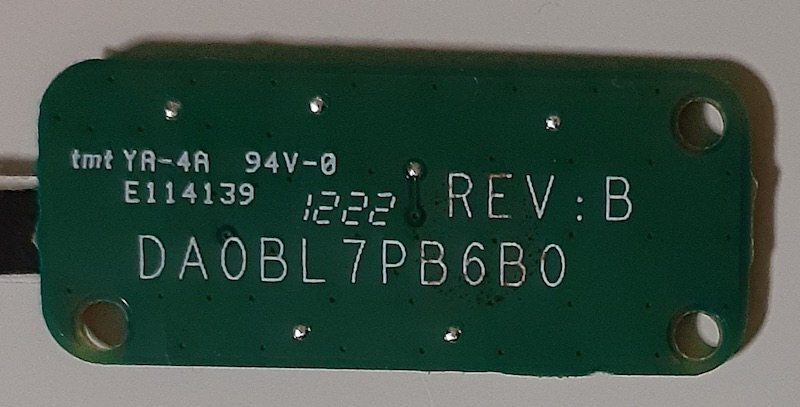 tmt YA-4A 94V-0
E114139
1222 REV:B
DA0BL7PB6B0